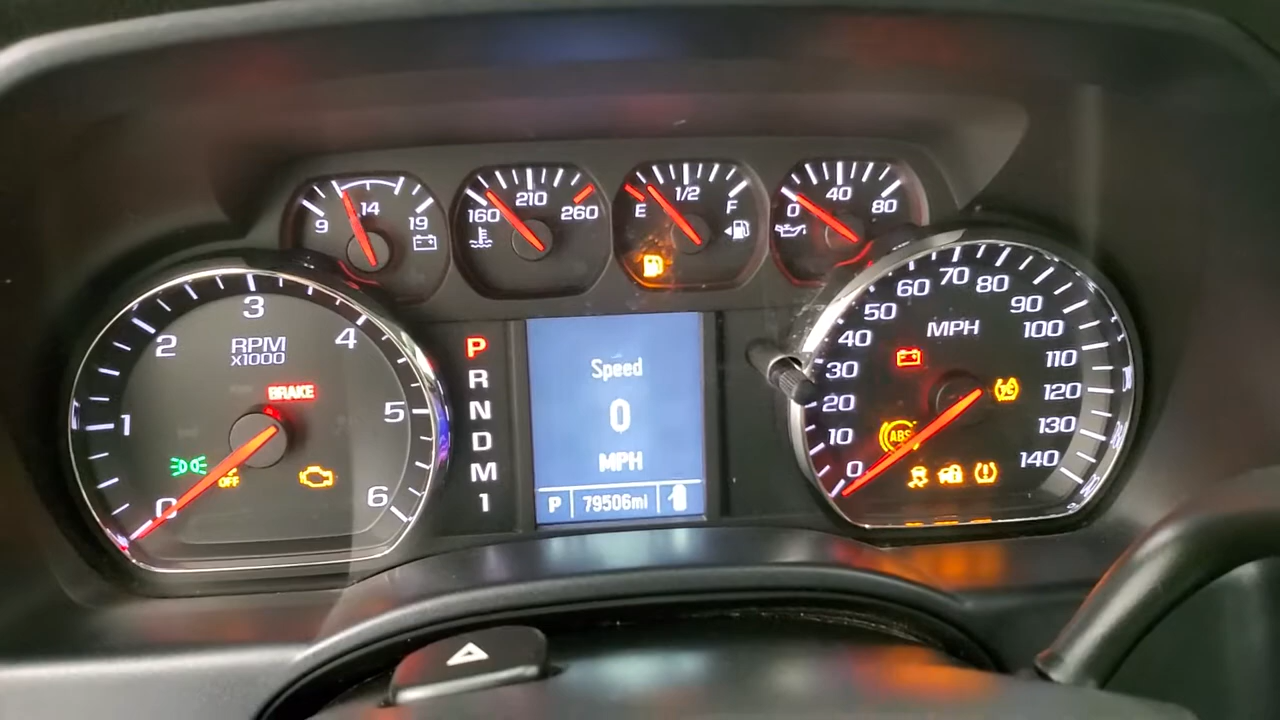 9 14 19
160 210 260
E 1/2 F
0 40 80
0 1 2 3 4 5 6
RPM
x1000
BRAKE
OFF
P
R
N
D
M
1
Speed
0
MPH
P 79506mi
0 10 20 30 40 50 60 70 80 90 100 110 120 130 140
MPH
TC
ABS